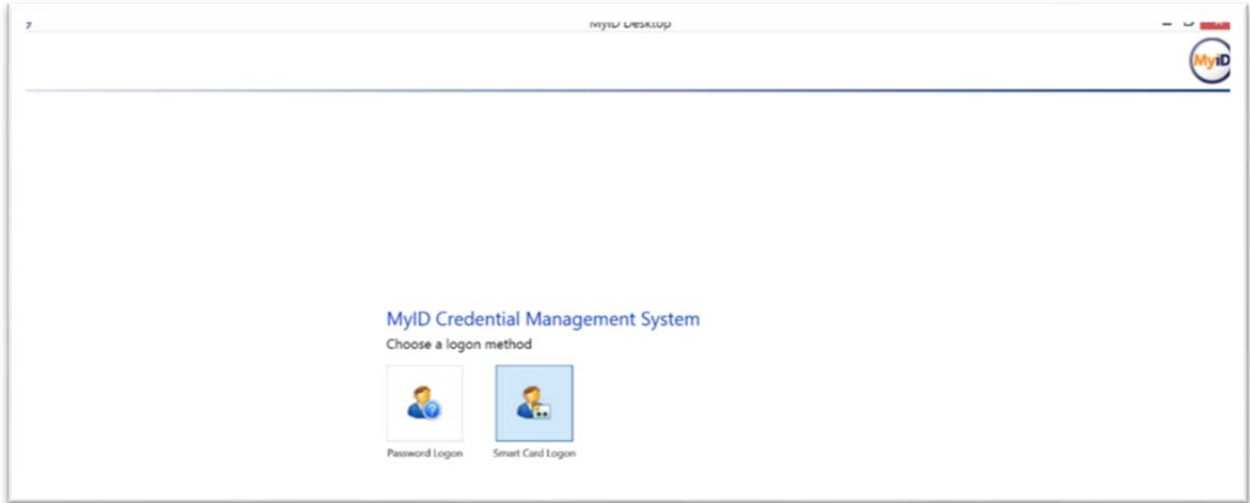 MyID Desktop
MyiD
MyID Credential Management System
Choose a logon method
Password Logon
Smart Card Logon